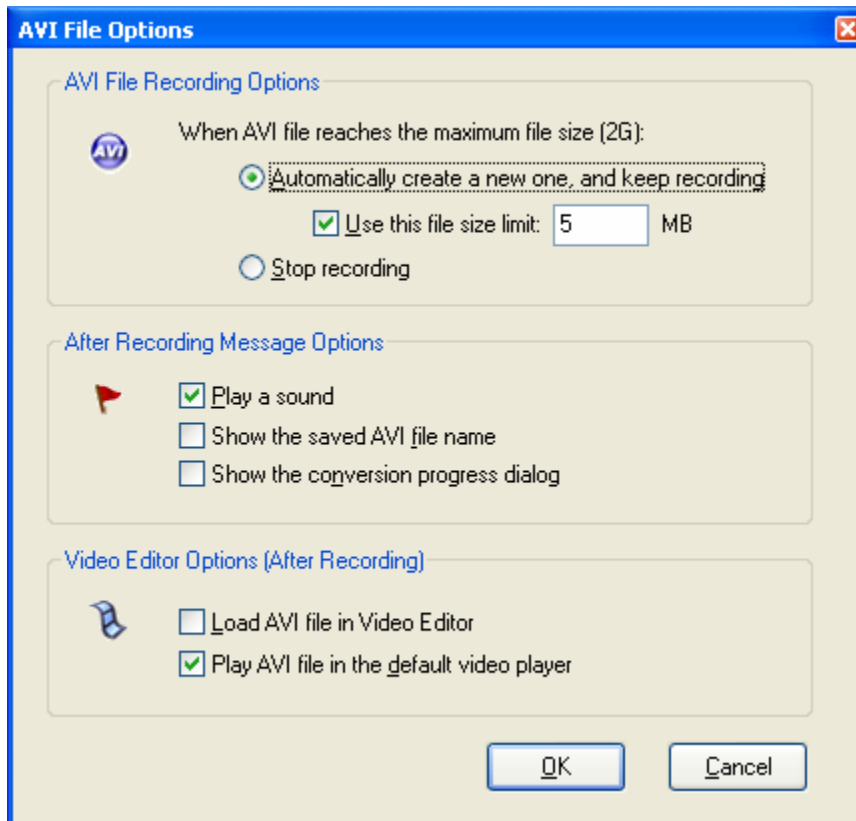 AVI File Options
AVI File Recording Options
AVI
When AVI file reaches the maximum file size (2G):
Automatically create a new one, and keep recording
Use this file size limit: 5 MB
Stop recording
After Recording Message Options
Play a sound
Show the saved AVI file name
Show the conversion progress dialog
Video Editor Options (After Recording)
Load AVI file in Video Editor
Play AVI file in the default video player
OK Cancel